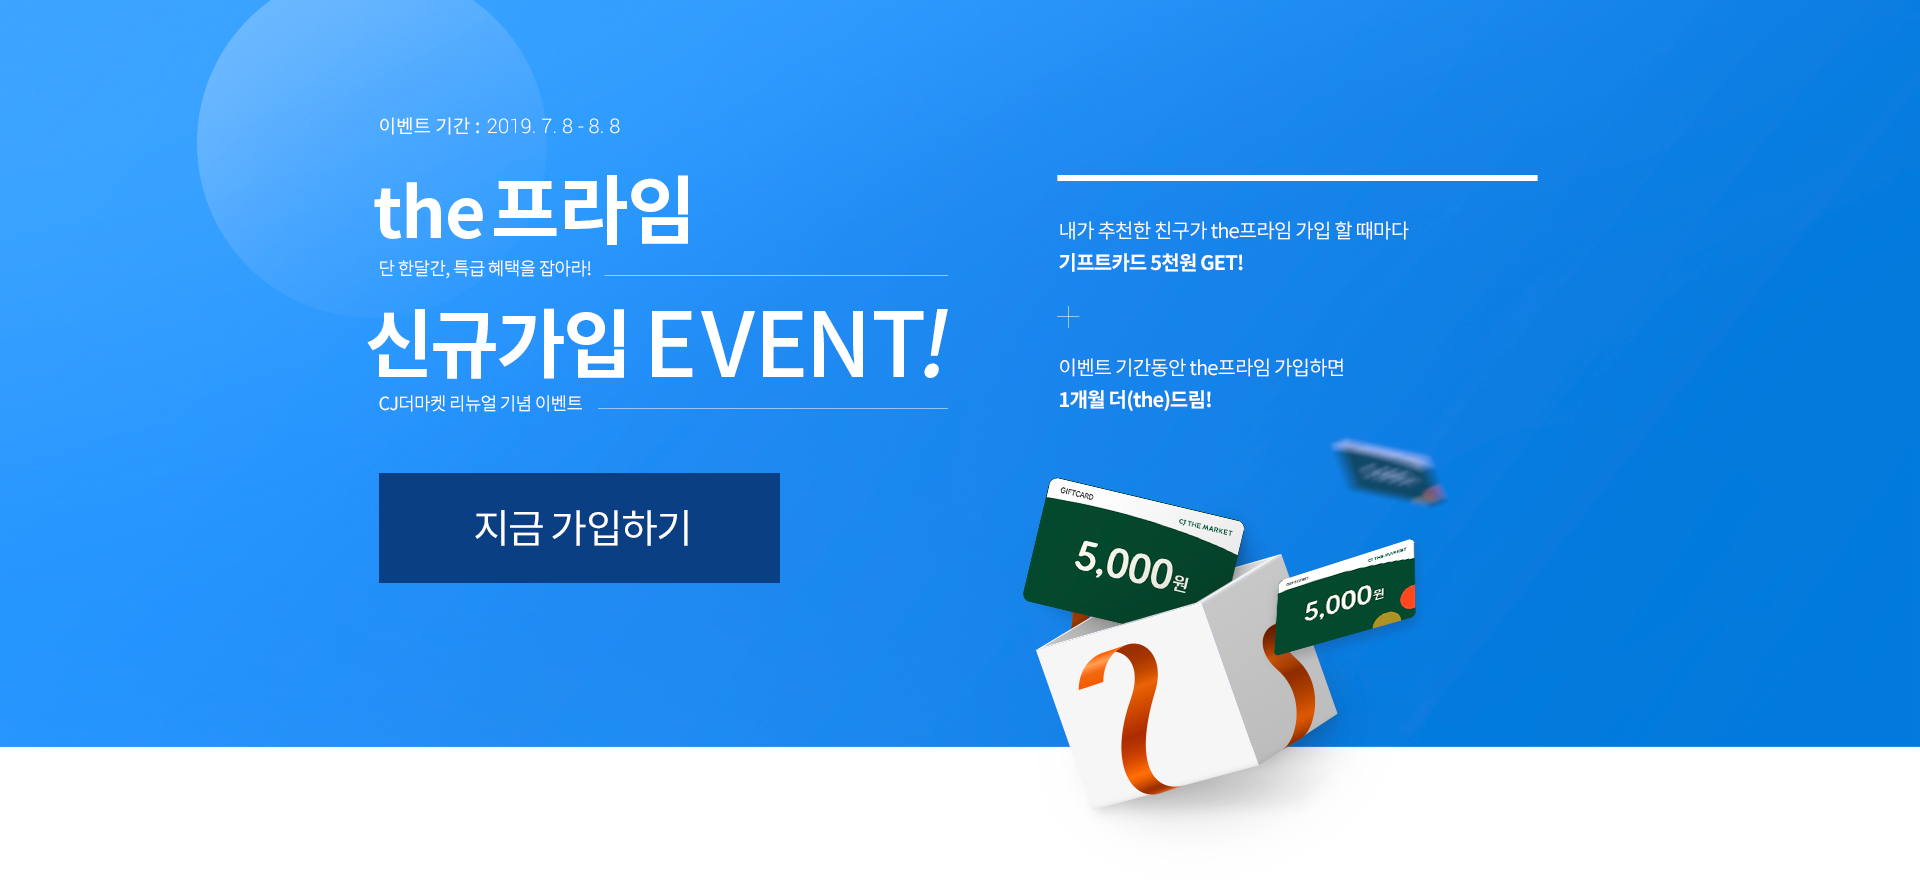 이벤트 기간 : 2019. 7. 8 - 8. 8
the프라임
단 한달간, 특급 혜택을 잡아라!
신규가입 EVENT!
CJ더마켓 리뉴얼 기념 이벤트
지금 가입하기
내가 추천한 친구가 the프라임 가입 할 때마다
기프트카드 5천원 GET!
+
이벤트 기간동안 the프라임 가입하면
1개월 더(the)드림!
GIFTCARD
CJ THE MARKET
5,000원
GIFTCARD
CJ THE MARKET
5,000원